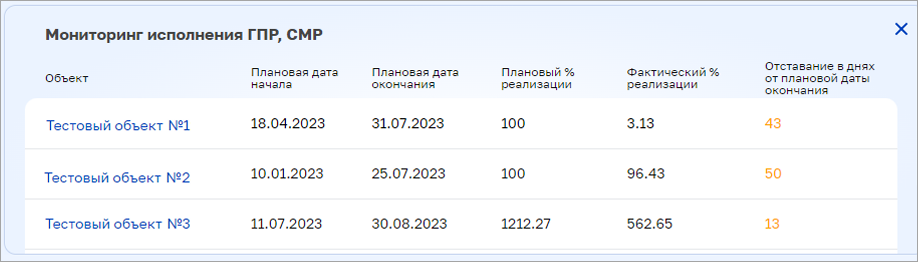 Мониторинг исполнения ГПР, СМР
Объект Плановая дата начала Плановая дата окончания Плановый % реализации Фактический % реализации Отставание в днях от плановой даты окончания
Тестовый объект №1 18.04.2023 31.07.2023 100 3.13 43
Тестовый объект №2 10.01.2023 25.07.2023 100 96.43 50
Тестовый объект №3 11.07.2023 30.08.2023 1212.27 562.65 13